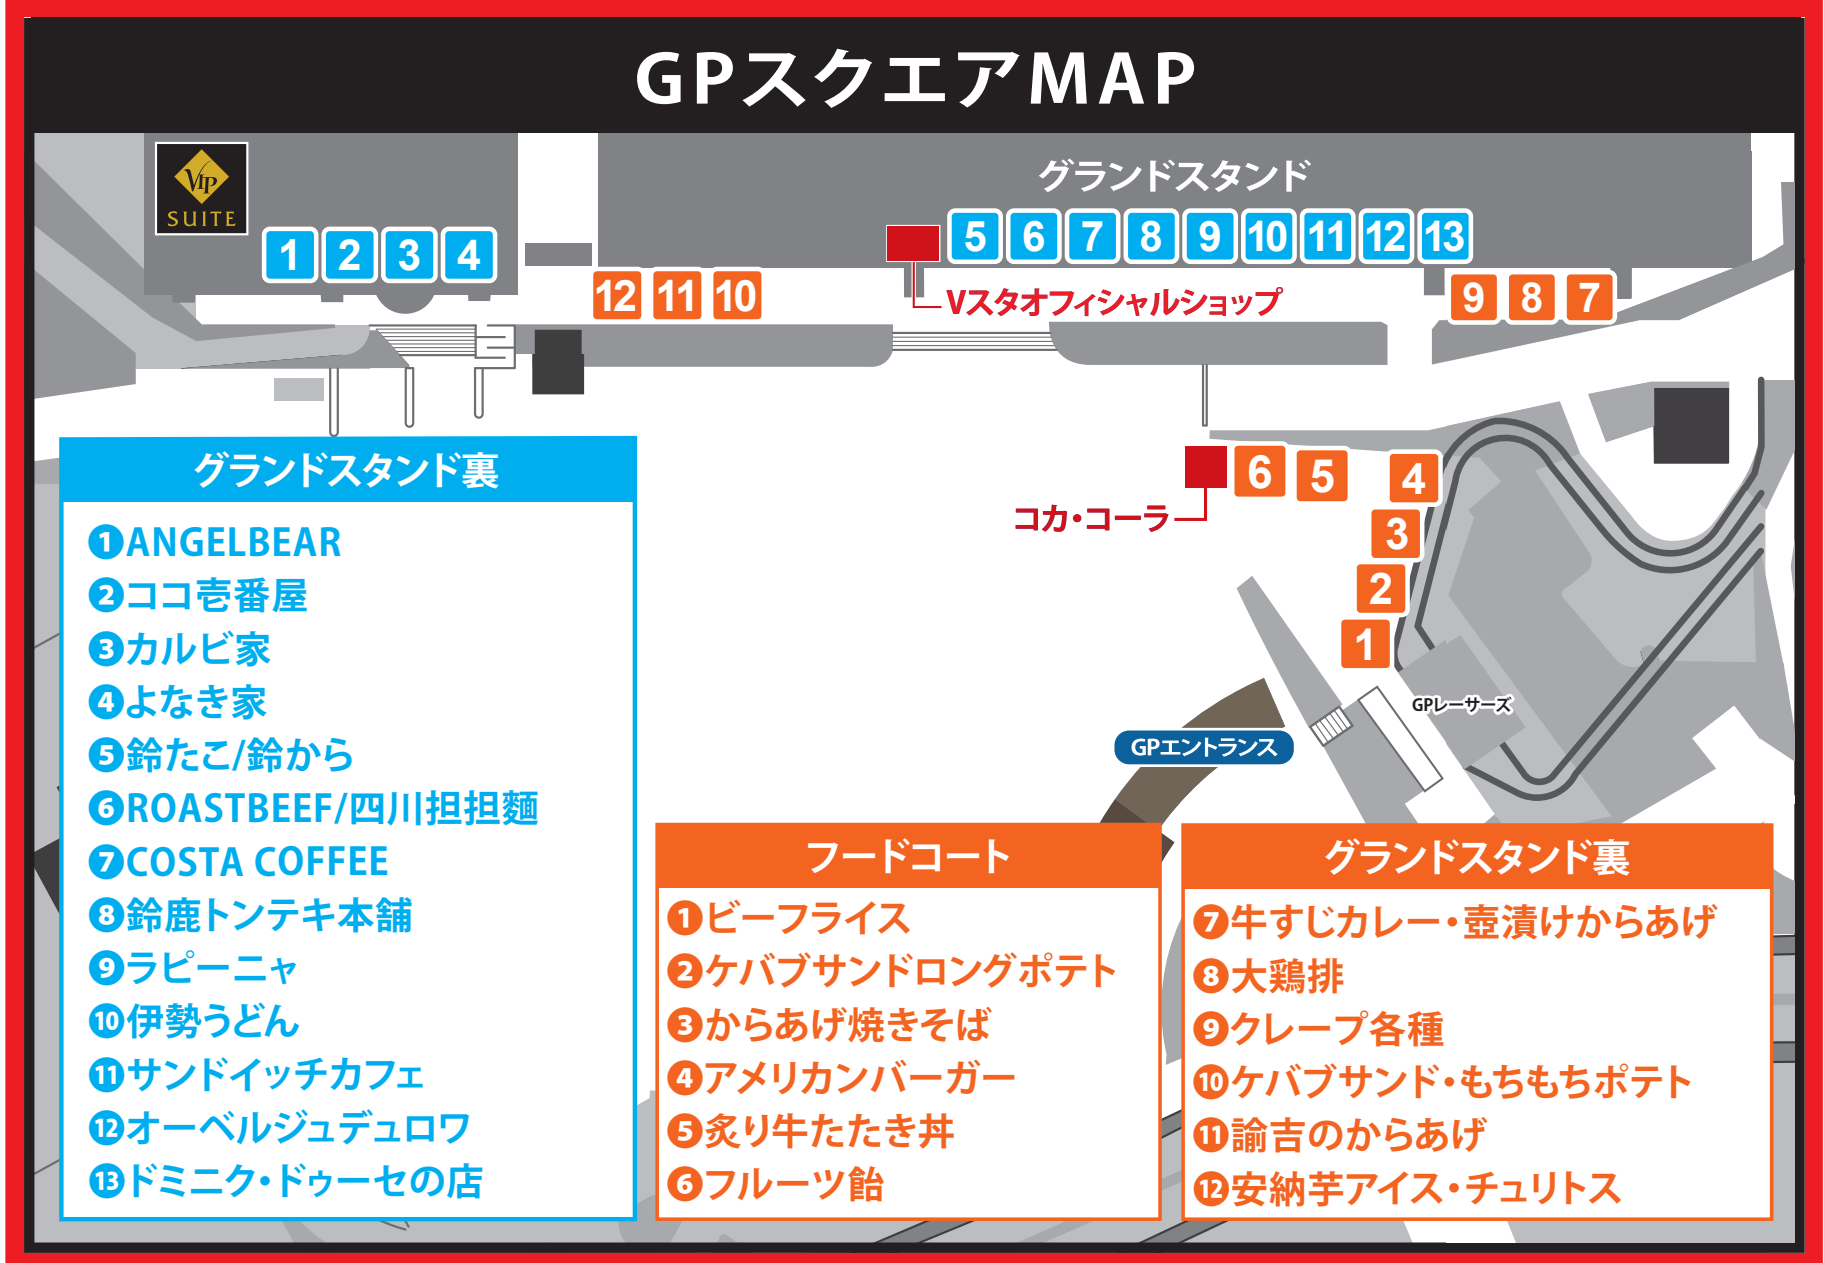 GPスクエアMAP
VIP
SUITE
グランドスタンド
1 2 3 4
5 6 7 8 9 10 11 12 13
12 11 10
Vスタオフィシャルショップ
9 8 7
6 5 4
コカ・コーラ
3
2
1
GPレーサーズ
GPエントランス
グランドスタンド裏
❶ANGELBEAR
❷ココ壱番屋
❸カルビ家
❹よなき家
❺鈴たこ/鈴から
❻ROASTBEEF/四川担担麺
❼COSTA COFFEE
❽鈴鹿トンテキ本舗
❾ラピーニャ
❿伊勢うどん
⓫サンドイッチカフェ
⓬オーベルジュデュロワ
⓭ドミニク・ドゥーセの店
フードコート
❶ビーフライス
❷ケバブサンドロングポテト
❸からあげ焼きそば
❹アメリカンバーガー
❺炙り牛たたき丼
❻フルーツ飴
グランドスタンド裏
❼牛すじカレー・壺漬けからあげ
❽大鶏排
❾クレープ各種
❿ケバブサンド・もちもちポテト
⓫諭吉のからあげ
⓬安納芋アイス・チュリトス